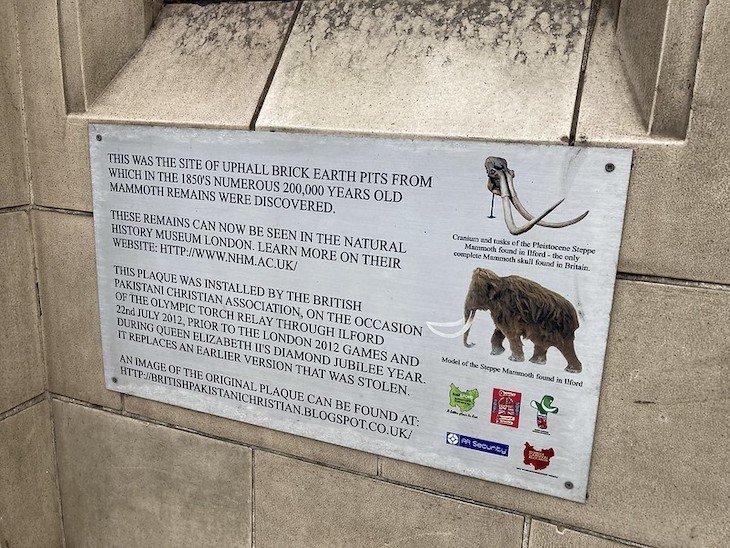 THIS WAS THE SITE OF UPHALL BRICK EARTH PITS FROM
WHICH IN THE 1850'S NUMEROUS 200,000 YEARS OLD
MAMMOTH REMAINS WERE DISCOVERED.
THESE REMAINS CAN NOW BE SEEN IN THE NATURAL
HISTORY MUSEUM LONDON. LEARN MORE ON THEIR
WEBSITE: HTTP://WWW.NHM.AC.UK/
THIS PLAQUE WAS INSTALLED BY THE BRITISH
PAKISTANI CHRISTIAN ASSOCIATION, ON THE OCCASION
OF THE OLYMPIC TORCH RELAY THROUGH ILFORD
22nd JULY 2012, PRIOR TO THE LONDON 2012 GAMES AND
DURING QUEEN ELIZABETH II'S DIAMOND JUBILEE YEAR.
IT REPLACES AN EARLIER VERSION THAT WAS STOLEN.
AN IMAGE OF THE ORIGINAL PLAQUE CAN BE FOUND AT:
HTTP://BRITISHPAKISTANICHRISTIAN.BLOGSPOT.CO.UK/
Cranium and tusks of the Pleistocene Steppe
Mammoth found in Ilford - the only
complete Mammoth skull found in Britain.
Model of the Steppe Mammoth found in Ilford
AA Security